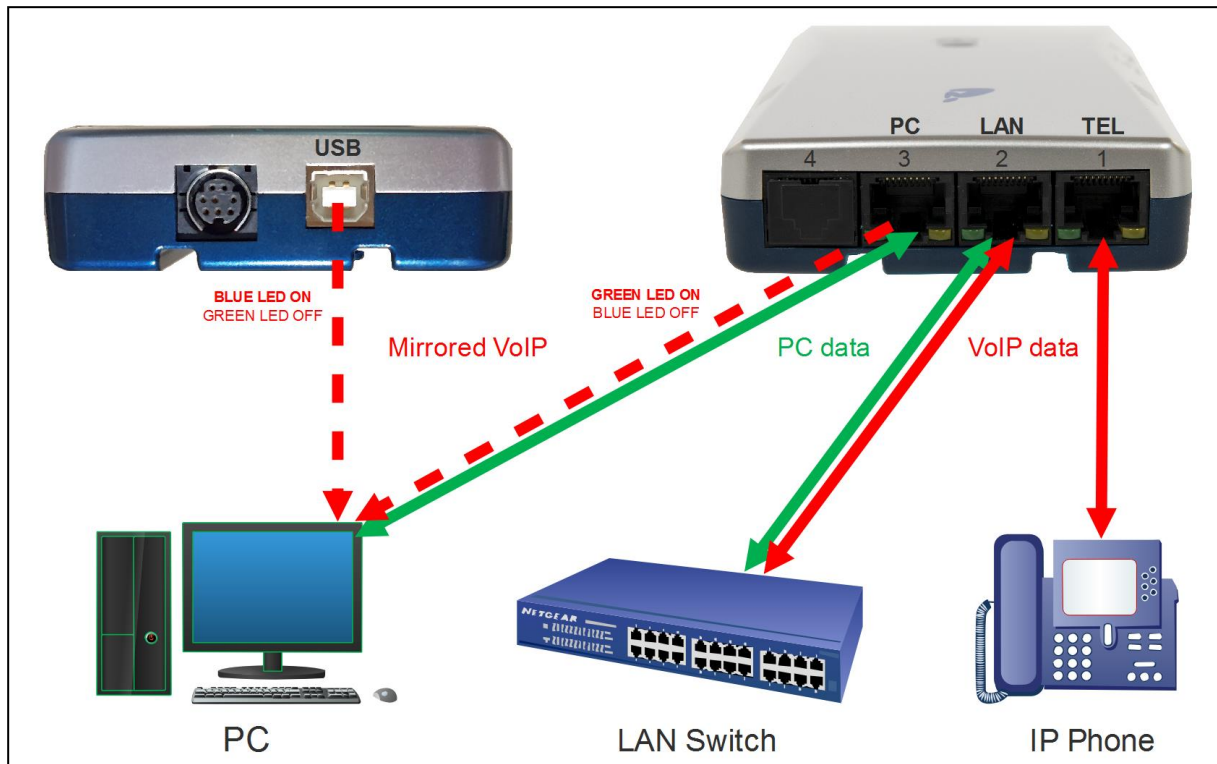 USB
PC LAN TEL
4 3 2 1
BLUE LED ON
GREEN LED OFF
GREEN LED ON
BLUE LED OFF
Mirrored VoIP
PC data
VoIP data
NETGEAR
PC
LAN Switch
IP Phone